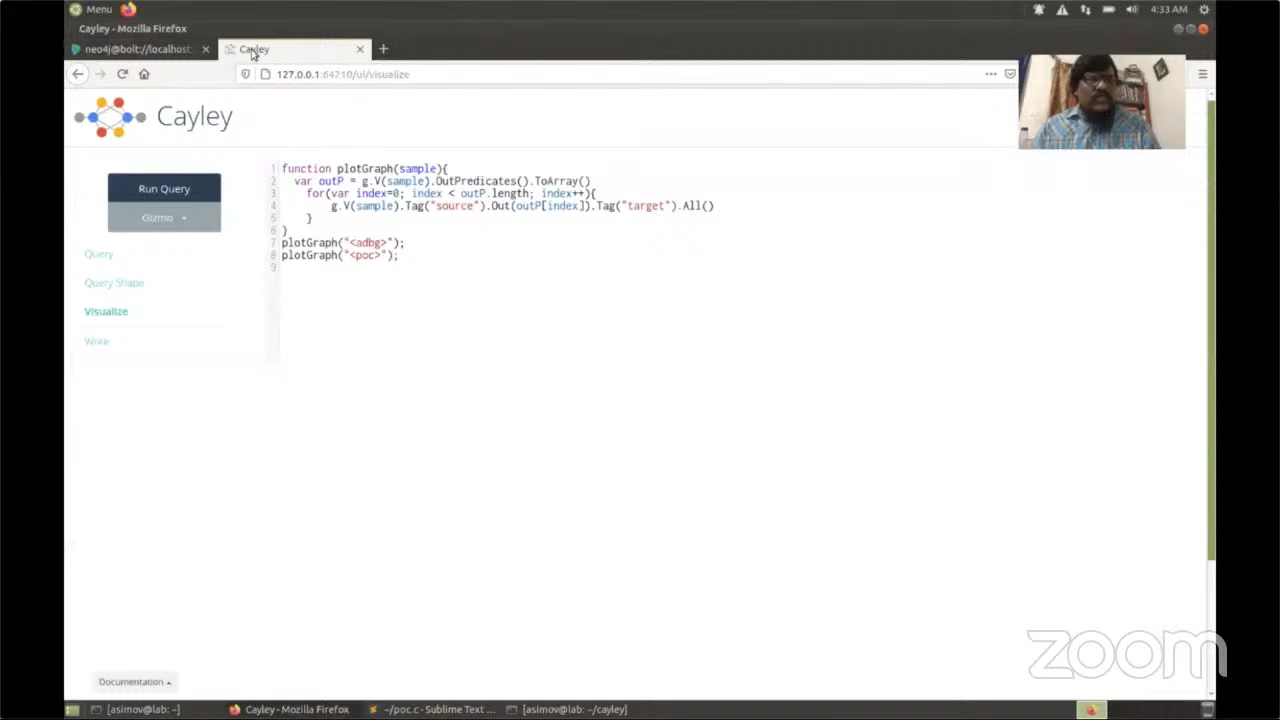 Menu
4:33 AM
Cayley - Mozilla Firefox
neo4j@bolt://localhost:
Cayley
127.0.0.1:64210/ui/visualize
Cayley
Run Query
Gizmo
Query
Query Shape
Visualize
Write
1 function plotGraph(sample){
2 var outP = g.V(sample).OutPredicates().ToArray()
3 for(var index=0; index < outP.length; index++){
4 g.V(sample).Tag("source").Out(outP[index]).Tag("target").All()
5 }
6 }
7 plotGraph("<adbg>");
8 plotGraph("<poc>");
9
zoom
Documentation
[asimov@lab: ~]
Cayley - Mozilla Firefox
~/poc.c - Sublime Text ...
[asimov@lab: ~/cayley]